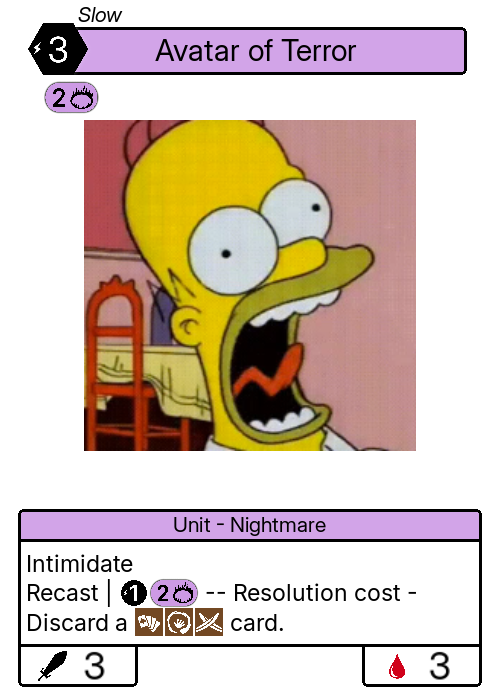 Slow
3 Avatar of Terror
2
Unit - Nightmare
Intimidate
Recast | 1 2 -- Resolution cost -
Discard a card.
3 3